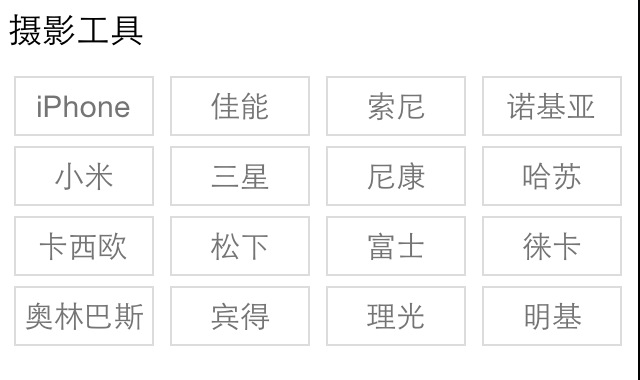 摄影工具
iPhone 佳能 索尼 诺基亚
小米 三星 尼康 哈苏
卡西欧 松下 富士 徕卡
奥林巴斯 宾得 理光 明基